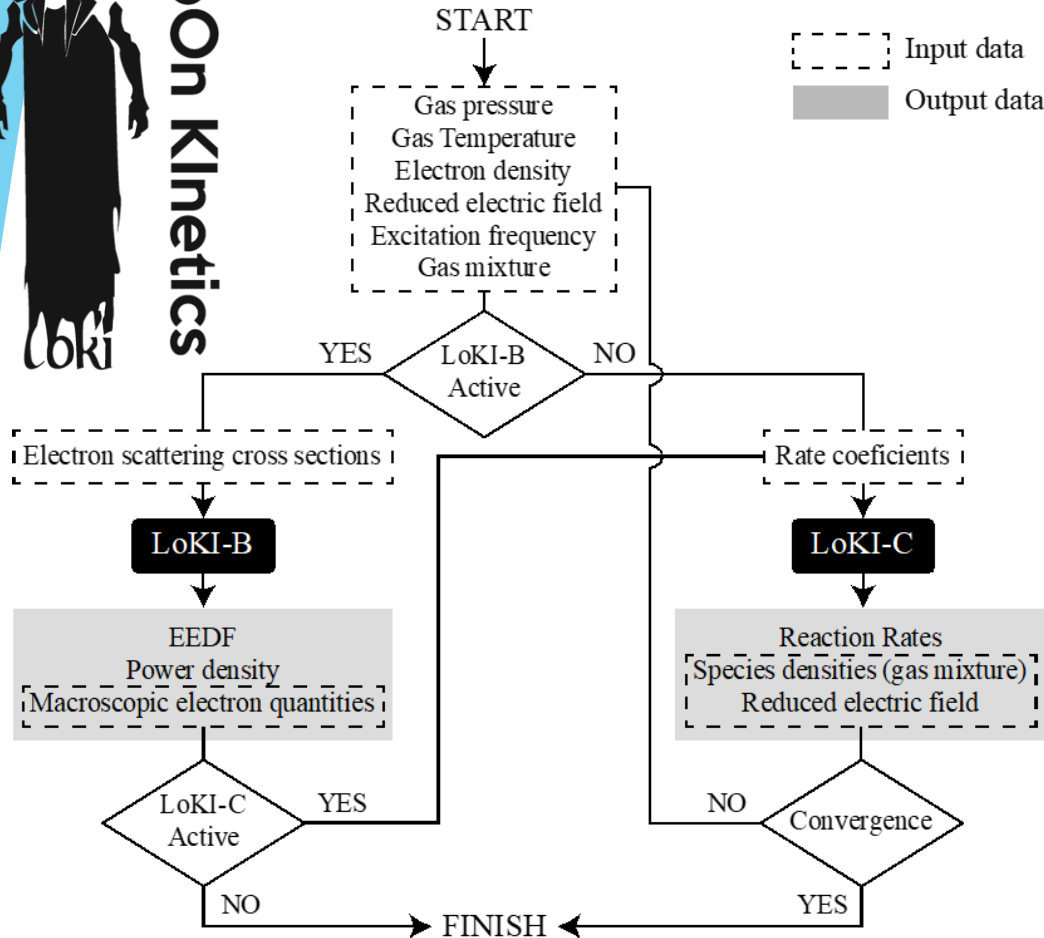 START
Input data
Output data
Gas pressure
Gas Temperature
Electron density
Reduced electric field
Excitation frequency
Gas mixture
KInetics
LoKI
YES
LoKI-B
Active
NO
Electron scattering cross sections
Rate coeficients
LoKI-B
LoKI-C
EEDF
Power density
Macroscopic electron quantities
Reaction Rates
Species densities (gas mixture)
Reduced electric field
LoKI-C
Active
YES
NO
Convergence
NO
FINISH
YES